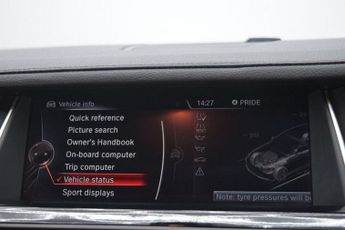 Vehicle info
14:27
PRIDE
Quick reference
Picture search
Owner's Handbook
On-board computer
Trip computer
✓ Vehicle status
Sport displays
Note: tyre pressures will b